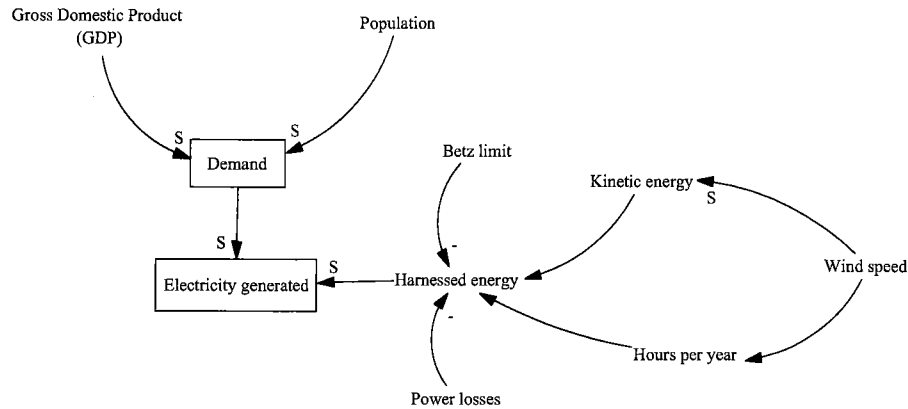 Gross Domestic Product
(GDP)
Population
S
S
Demand
Betz limit
Kinetic energy
S
S
-
Wind speed
S
Electricity generated
Harnessed energy
-
Hours per year
Power losses